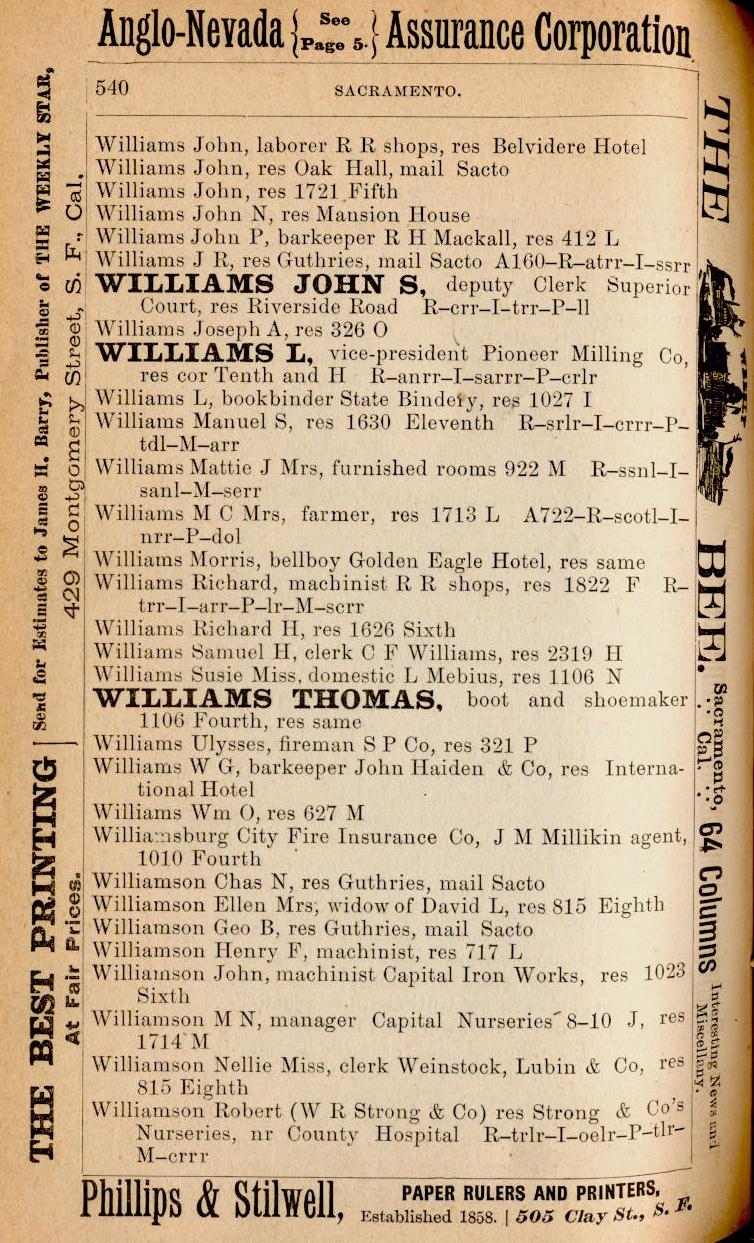 Anglo-Nevada {See Page 5.} Assurance Corporation
540 SACRAMENTO.
Williams John, laborer R R shops, res Belvidere Hotel
Williams John, res Oak Hall, mail Sacto
Williams John, res 1721 Fifth
Williams John N, res Mansion House
Williams John P, barkeeper R H Mackall, res 412 L
Williams J R, res Guthries, mail Sacto A160–R–atrr–I–ssrr
WILLIAMS JOHN S, deputy Clerk Superior
Court, res Riverside Road R–crr–I–trr–P–ll
Williams Joseph A, res 326 O
WILLIAMS L, vice-president Pioneer Milling Co,
res cor Tenth and H R–anrr–I–sarrr–P–crlr
Williams L, bookbinder State Bindery, res 1027 I
Williams Manuel S, res 1630 Eleventh R–srlr–I–crrr–P–
tdl–M–arr
Williams Mattie J Mrs, furnished rooms 922 M R–ssnl–I–
sanl–M–serr
Williams M C Mrs, farmer, res 1713 L A722–R–scotl–I–
nrr–P–dol
Williams Morris, bellboy Golden Eagle Hotel, res same
Williams Richard, machinist R R shops, res 1822 F R–
trr–I–arr–P–lr–M–scrr
Williams Richard H, res 1626 Sixth
Williams Samuel H, clerk C F Williams, res 2319 H
Williams Susie Miss, domestic L Mebius, res 1106 N
WILLIAMS THOMAS, boot and shoemaker
1106 Fourth, res same
Williams Ulysses, fireman S P Co, res 321 P
Williams W G, barkeeper John Haiden & Co, res Interna-
tional Hotel
Williams Wm O, res 627 M
Williamsburg City Fire Insurance Co, J M Millikin agent,
1010 Fourth
Williamson Chas N, res Guthries, mail Sacto
Williamson Ellen Mrs, widow of David L, res 815 Eighth
Williamson Geo B, res Guthries, mail Sacto
Williamson Henry F, machinist, res 717 L
Williamson John, machinist Capital Iron Works, res 1023
Sixth
Williamson M N, manager Capital Nurseries 8–10 J, res
1714 M
Williamson Nellie Miss, clerk Weinstock, Lubin & Co, res
815 Eighth
Williamson Robert (W R Strong & Co) res Strong & Co's
Nurseries, nr County Hospital R–trlr–I–oelr–P–tlr–
M–crrr
THE BEST PRINTING
At Fair Prices.
Send for Estimates to James H. Barry, Publisher of THE WEEKLY STAR,
429 Montgomery Street, S. F., Cal.
THE BEE.
Sacramento,
Cal.
64 Columns
Interesting News and
Miscellany.
Phillips & Stilwell,
PAPER RULERS AND PRINTERS,
Established 1858. | 505 Clay St., S. F.